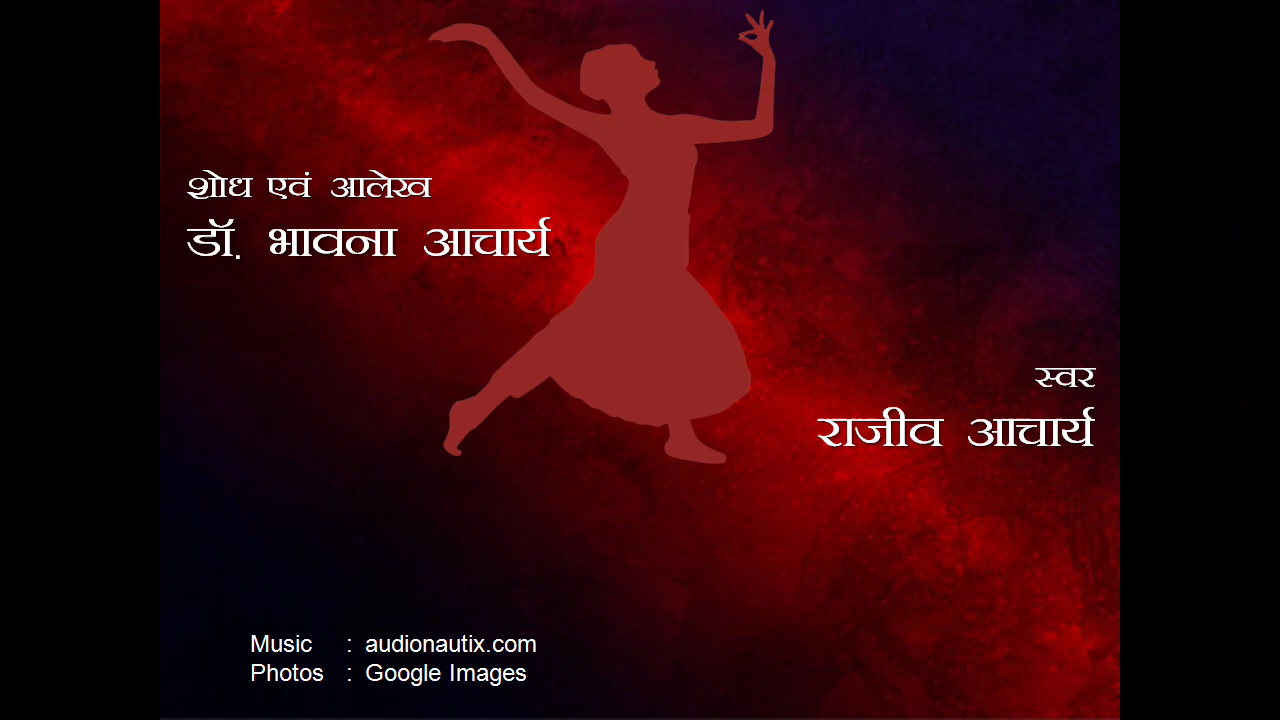 शोध एवं आलेख
डॉ. भावना आचार्य
स्वर
राजीव आचार्य
Music : audionautix.com
Photos : Google Images